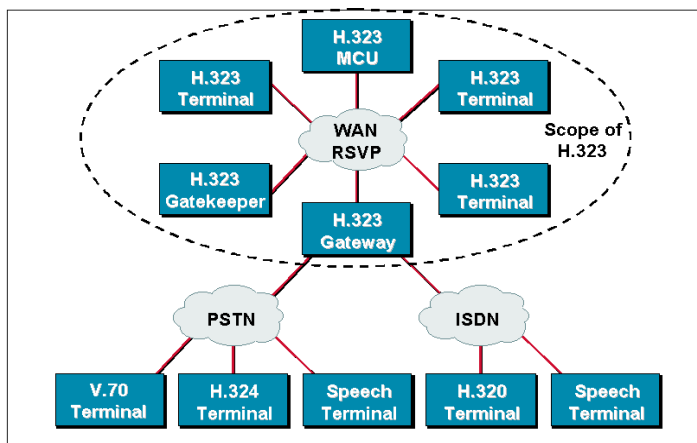 H.323
MCU
H.323
Terminal
H.323
Terminal
WAN
RSVP
Scope of
H.323
H.323
Gatekeeper
H.323
Terminal
H.323
Gateway
PSTN
ISDN
V.70
Terminal
H.324
Terminal
Speech
Terminal
H.320
Terminal
Speech
Terminal